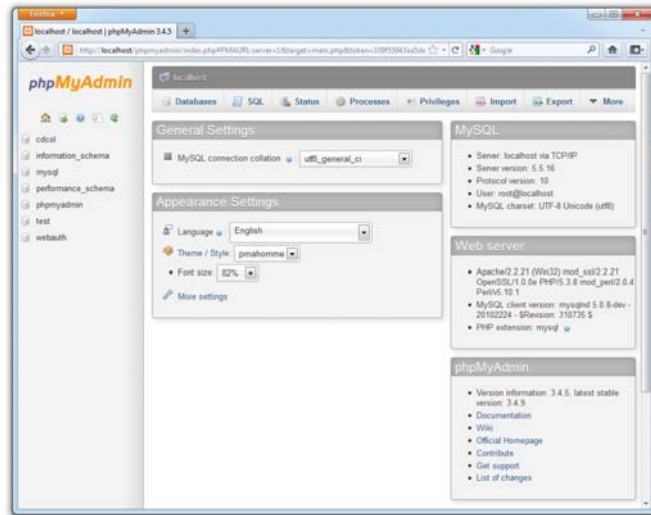 Firefox
localhost / localhost | phpMyAdmin 3.4.5
Google
phpMyAdmin
cdcol
information_schema
mysql
performance_schema
phpmyadmin
test
webauth
localhost
Databases SQL Status Processes Privileges Import Export More
General Settings
MySQL connection collation : utf8_general_ci
Appearance Settings
Language : English
Theme / Style: pmahomme
Font size: 82%
More settings
MySQL
Server: localhost via TCP/IP
Server version: 5.5.16
Protocol version: 10
User: root@localhost
MySQL charset: UTF-8 Unicode (utf8)
Web server
Apache/2.2.21 (Win32) mod_ssl/2.2.21
OpenSSL/1.0.0e PHP/5.3.8 mod_perl/2.0.4
Perl/v5.10.1
MySQL client version: mysqlnd 5.0.8-dev -
20102224 - $Revision: 310735 $
PHP extension: mysql
phpMyAdmin
Version information: 3.4.5, latest stable
version: 3.4.9
Documentation
Wiki
Official Homepage
Contribute
Get support
List of changes